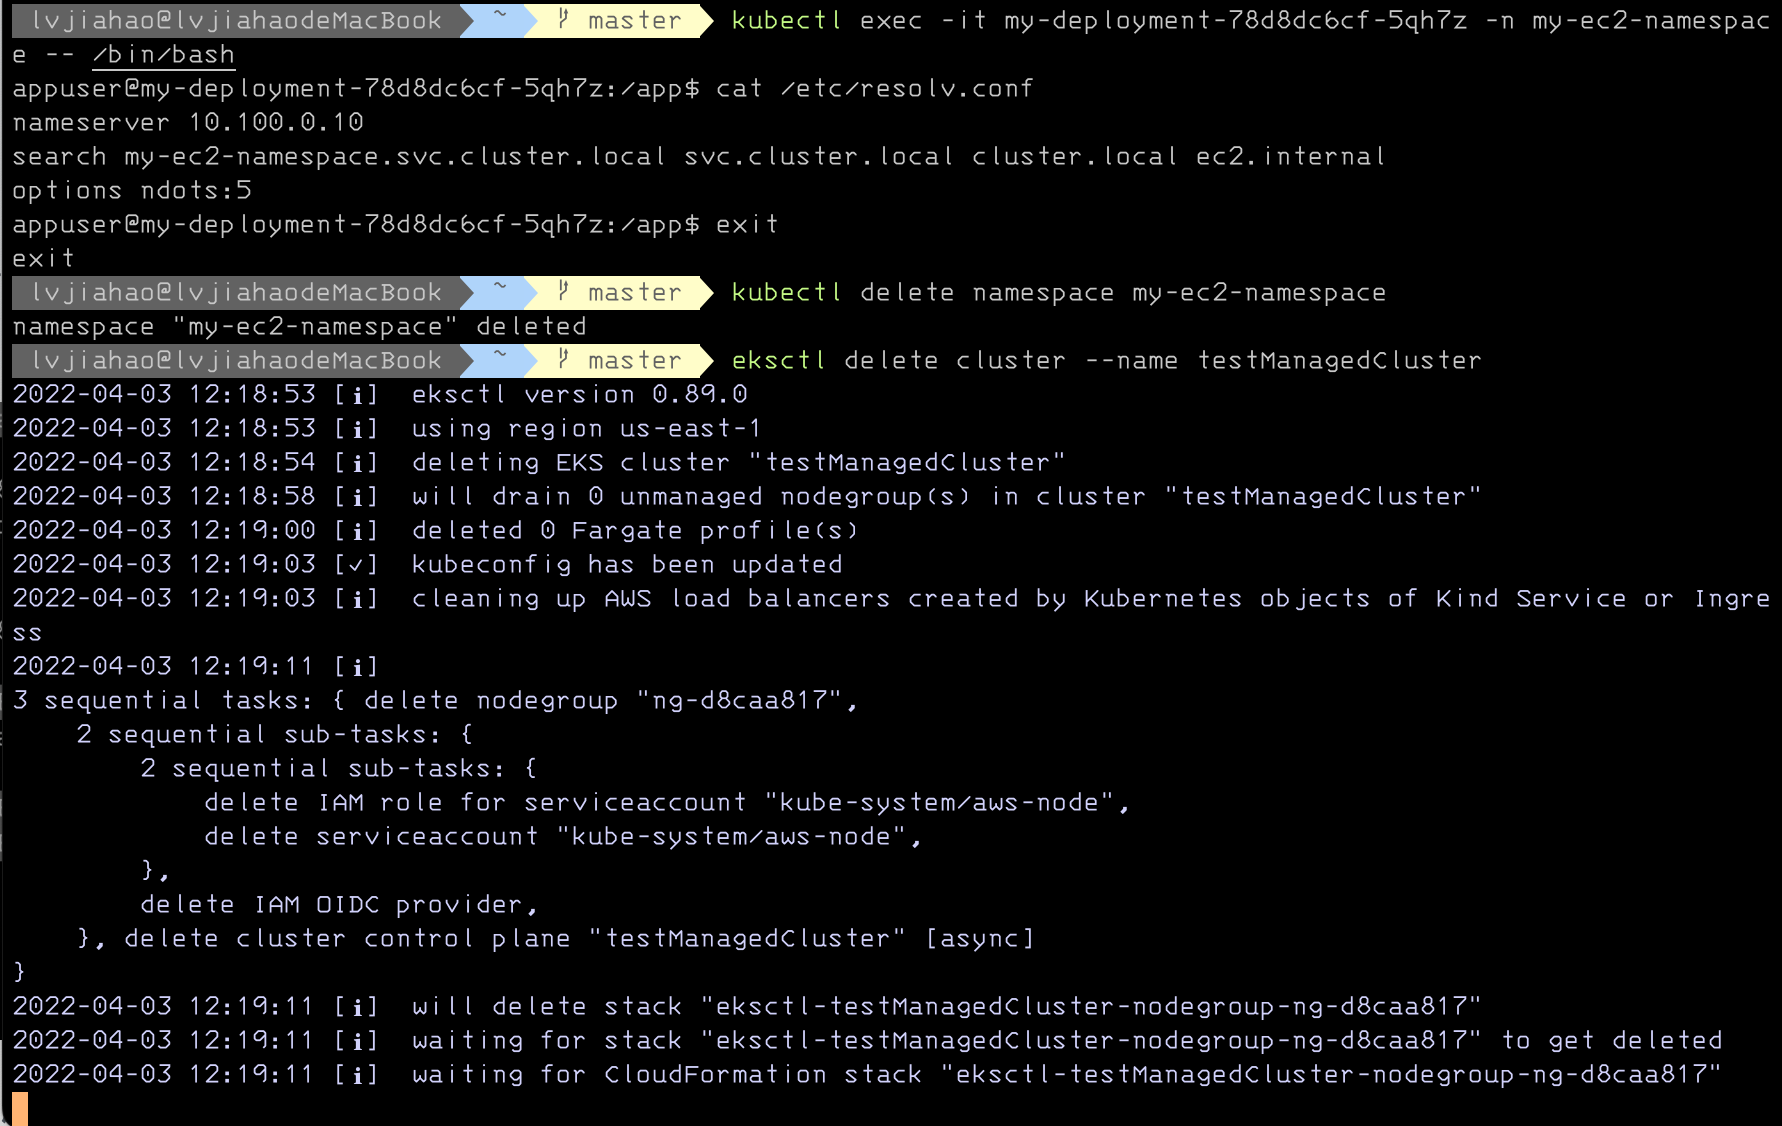 lvjiahao@lvjiahaodeMacBook ~ master kubectl exec -it my-deployment-78d8dc6cf-5qh7z -n my-ec2-namespac
e -- /bin/bash
appuser@my-deployment-78d8dc6cf-5qh7z:/app$ cat /etc/resolv.conf
nameserver 10.100.0.10
search my-ec2-namespace.svc.cluster.local svc.cluster.local cluster.local ec2.internal
options ndots:5
appuser@my-deployment-78d8dc6cf-5qh7z:/app$ exit
exit
lvjiahao@lvjiahaodeMacBook ~ master kubectl delete namespace my-ec2-namespace
namespace "my-ec2-namespace" deleted
lvjiahao@lvjiahaodeMacBook ~ master eksctl delete cluster --name testManagedCluster
2022-04-03 12:18:53 [ℹ]  eksctl version 0.89.0
2022-04-03 12:18:53 [ℹ]  using region us-east-1
2022-04-03 12:18:54 [ℹ]  deleting EKS cluster "testManagedCluster"
2022-04-03 12:18:58 [ℹ]  will drain 0 unmanaged nodegroup(s) in cluster "testManagedCluster"
2022-04-03 12:19:00 [ℹ]  deleted 0 Fargate profile(s)
2022-04-03 12:19:03 [✓]  kubeconfig has been updated
2022-04-03 12:19:03 [ℹ]  cleaning up AWS load balancers created by Kubernetes objects of Kind Service or Ingre
ss
2022-04-03 12:19:11 [ℹ]
3 sequential tasks: { delete nodegroup "ng-d8caa817",
    2 sequential sub-tasks: {
        2 sequential sub-tasks: {
            delete IAM role for serviceaccount "kube-system/aws-node",
            delete serviceaccount "kube-system/aws-node",
        },
        delete IAM OIDC provider,
    }, delete cluster control plane "testManagedCluster" [async]
}
2022-04-03 12:19:11 [ℹ]  will delete stack "eksctl-testManagedCluster-nodegroup-ng-d8caa817"
2022-04-03 12:19:11 [ℹ]  waiting for stack "eksctl-testManagedCluster-nodegroup-ng-d8caa817" to get deleted
2022-04-03 12:19:11 [ℹ]  waiting for CloudFormation stack "eksctl-testManagedCluster-nodegroup-ng-d8caa817"